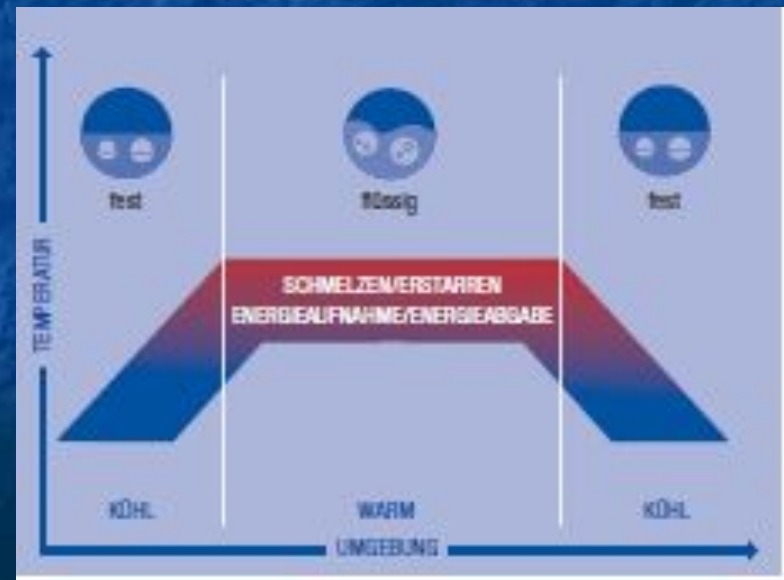 fest
flüssig
fest
TEMPERATUR
SCHMELZEN/ERSTARREN
ENERGIEAUFNAHME/ENERGIEABGABE
KÜHL
WARM
KÜHL
UMGEBUNG